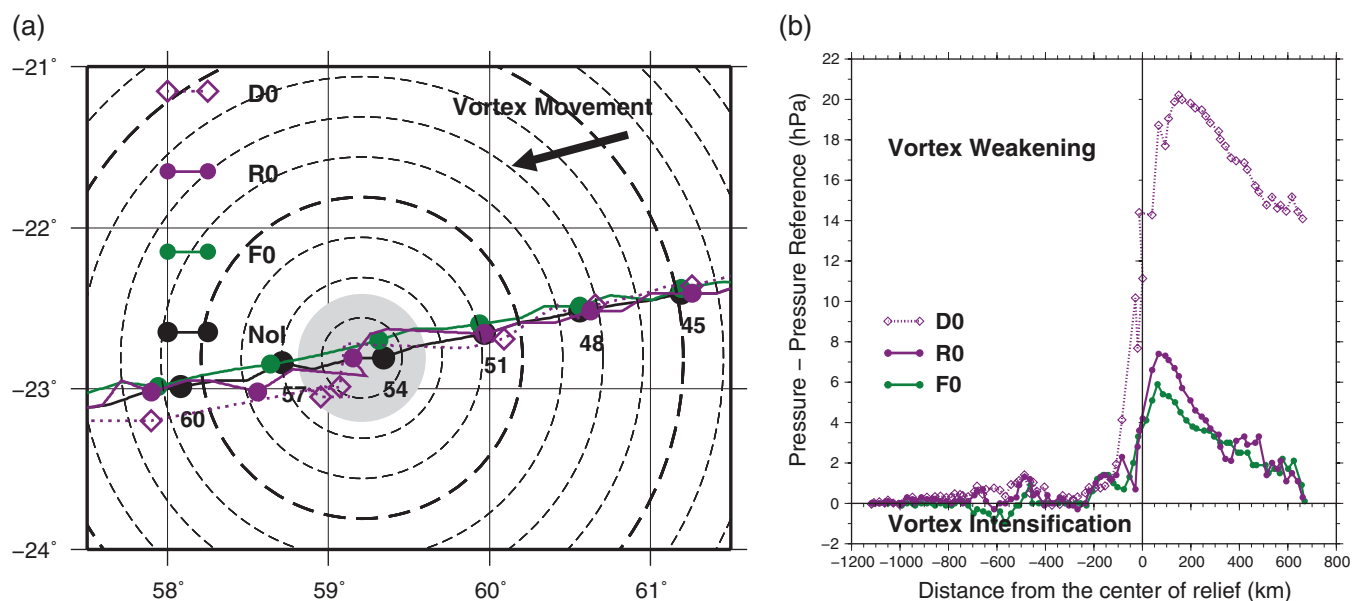 (a)
−21°
−22°
−23°
−24°
58°
59°
60°
61°
Vortex Movement
D0
R0
F0
NoI
45
48
51
54
57
60
(b)
Pressure − Pressure Reference (hPa)
22
20
18
16
14
12
10
8
6
4
2
0
−2
Vortex Weakening
D0
R0
F0
Vortex Intensification
−1200 −1000 −800 −600 −400 −200 0 200 400 600 800
Distance from the center of relief (km)